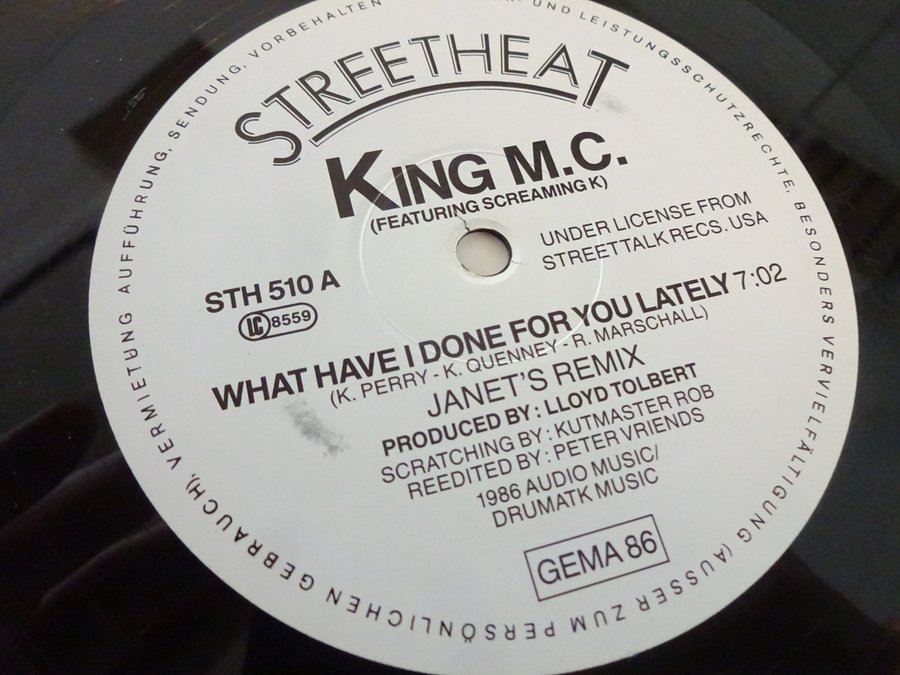 STREETHEAT
KING M.C.
(FEATURING SCREAMING K)
UNDER LICENSE FROM
STREETTALK RECS. USA
STH 510 A
LC 8559
WHAT HAVE I DONE FOR YOU LATELY 7:02
(K. PERRY - K. QUENNEY - R. MARSCHALL)
JANET'S REMIX
PRODUCED BY: LLOYD TOLBERT
SCRATCHING BY: KUTMASTER ROB
REEDITED BY: PETER VRIENDS
1986 AUDIO MUSIC/
DRUMATK MUSIC
GEMA 86
UND LEISTUNGSSCHUTZRECHTE, BESONDERS VERVIELFÄLTIGUNG (AUSSER ZUM PERSÖNLICHEN GEBRAUCH), VERMIETUNG AUFFÜHRUNG, SENDUNG, VORBEHALTEN